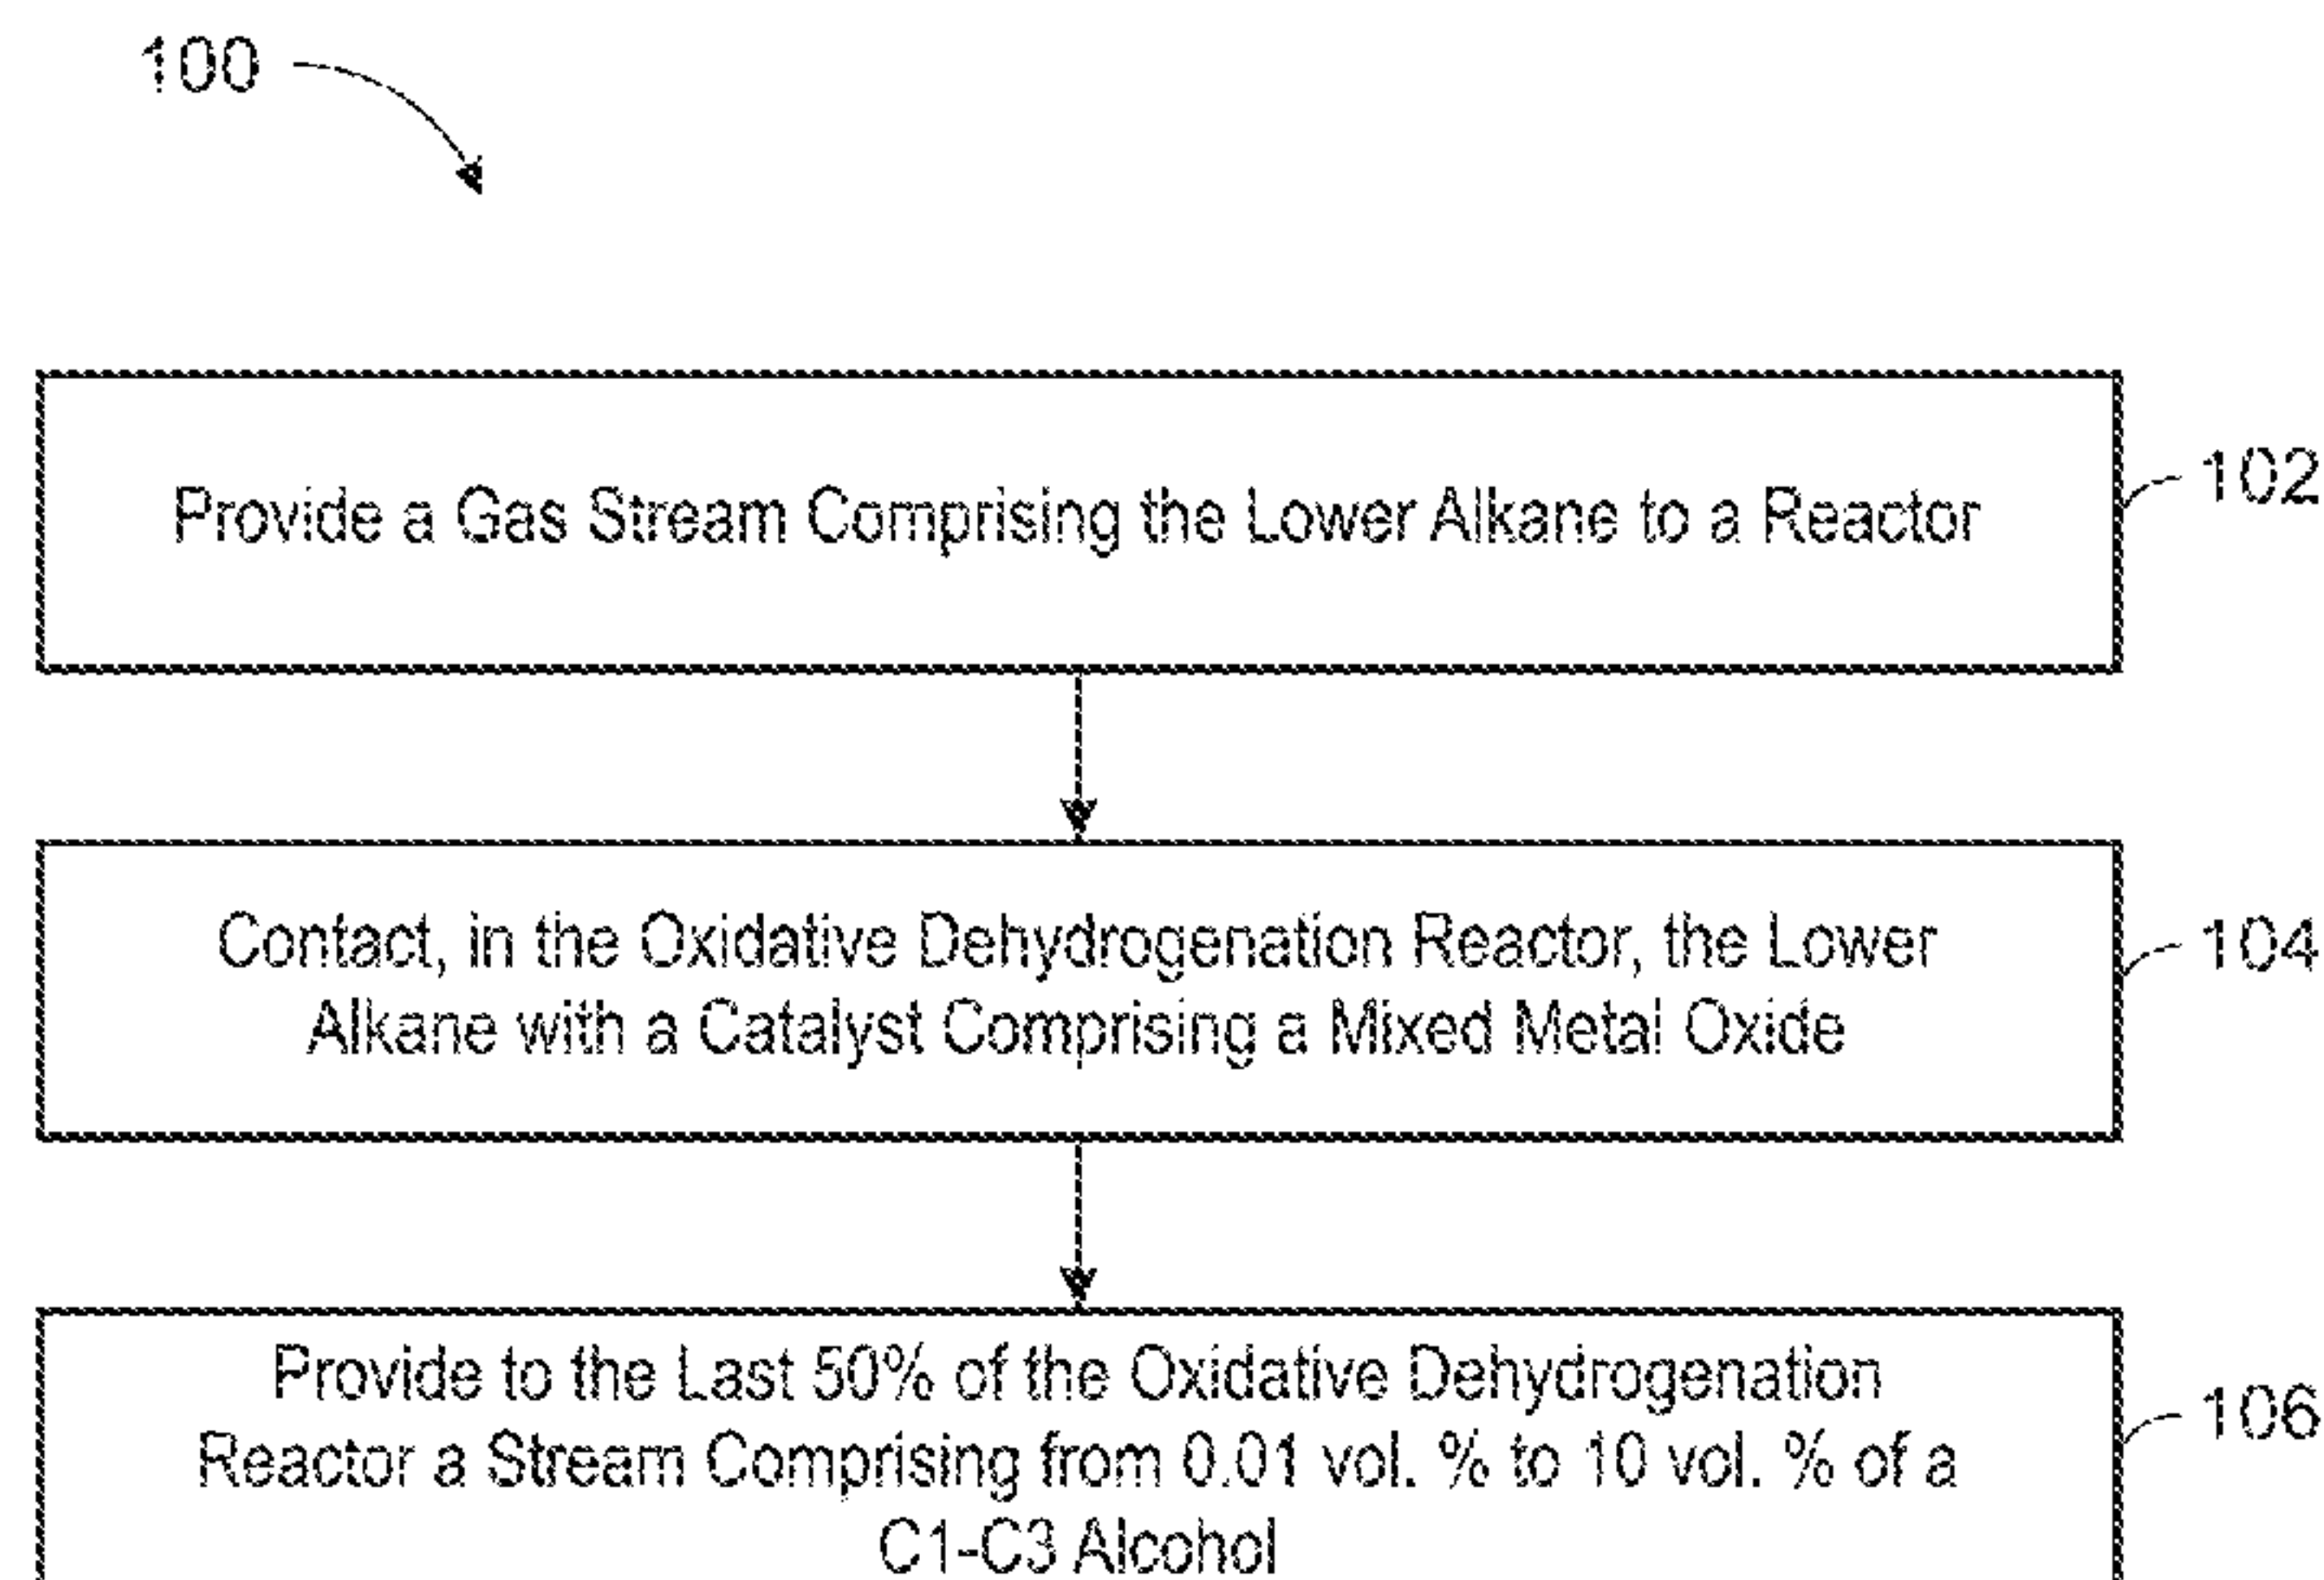 100
Provide a Gas Stream Comprising the Lower Alkane to a Reactor
102
Contact, in the Oxidative Dehydrogenation Reactor, the Lower
Alkane with a Catalyst Comprising a Mixed Metal Oxide
104
Provide to the Last 50% of the Oxidative Dehydrogenation
Reactor a Stream Comprising from 0.01 vol. % to 10 vol. % of a
C1-C3 Alcohol
106